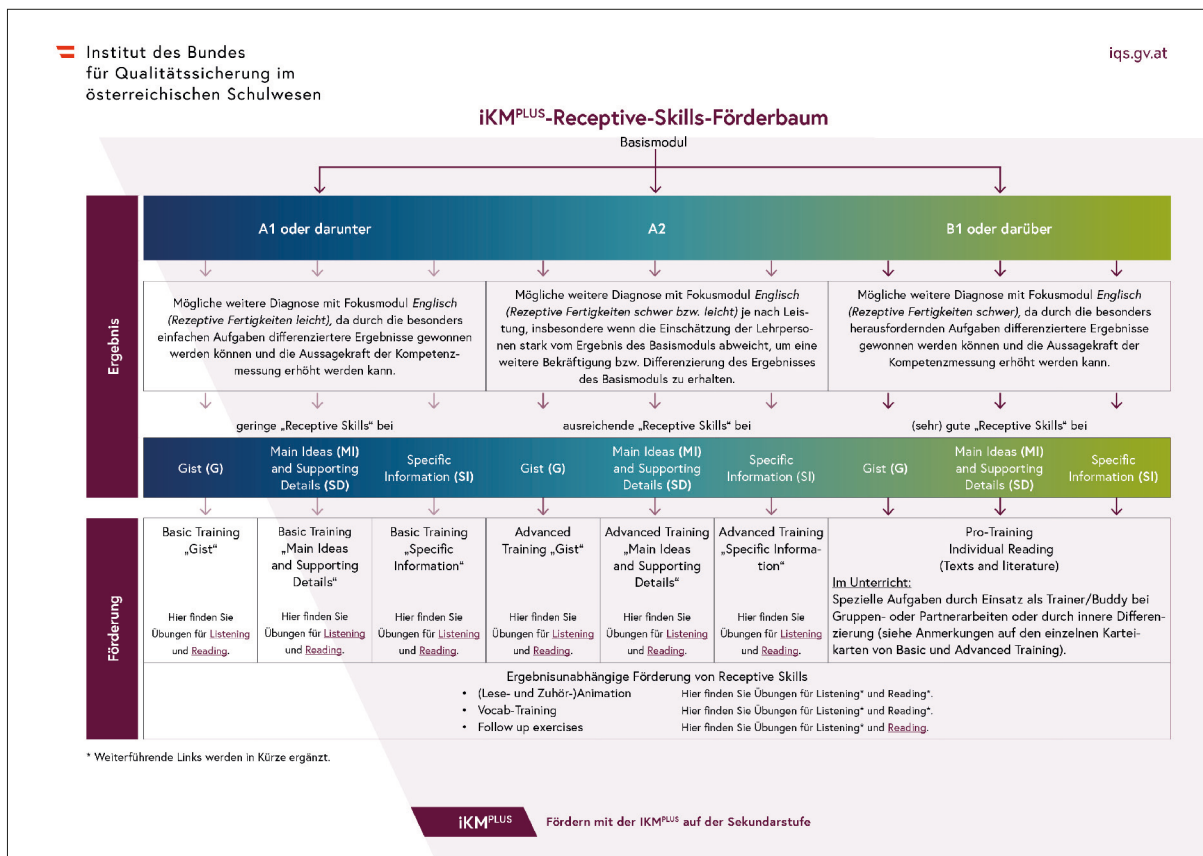 Institut des Bundes
für Qualitätssicherung im
österreichischen Schulwesen
iqs.gv.at
iKMPLUS-Receptive-Skills-Förderbaum
Basismodul
Ergebnis
A1 oder darunter
A2
B1 oder darüber
Mögliche weitere Diagnose mit Fokusmodul Englisch
(Rezeptive Fertigkeiten leicht), da durch die besonders
einfachen Aufgaben differenziertere Ergebnisse gewonnen
werden können und die Aussagekraft der Kompetenz-
messung erhöht werden kann.
Mögliche weitere Diagnose mit Fokusmodul Englisch
(Rezeptive Fertigkeiten schwer bzw. leicht) je nach Leis-
tung, insbesondere wenn die Einschätzung der Lehrperso-
nen stark vom Ergebnis des Basismoduls abweicht, um eine
weitere Bekräftigung bzw. Differenzierung des Ergebnisses
des Basismoduls zu erhalten.
Mögliche weitere Diagnose mit Fokusmodul Englisch
(Rezeptive Fertigkeiten schwer), da durch die besonders
herausfordernden Aufgaben differenziertere Ergebnisse
gewonnen werden können und die Aussagekraft der
Kompetenzmessung erhöht werden kann.
geringe „Receptive Skills“ bei
ausreichende „Receptive Skills“ bei
(sehr) gute „Receptive Skills“ bei
Gist (G)
Main Ideas (MI)
and Supporting
Details (SD)
Specific
Information (SI)
Gist (G)
Main Ideas (MI)
and Supporting
Details (SD)
Specific
Information (SI)
Gist (G)
Main Ideas (MI)
and Supporting
Details (SD)
Specific
Information (SI)
Förderung
Basic Training
„Gist“
Hier finden Sie
Übungen für Listening
und Reading.
Basic Training
„Main Ideas
and Supporting
Details“
Hier finden Sie
Übungen für Listening
und Reading.
Basic Training
„Specific
Information“
Hier finden Sie
Übungen für Listening
und Reading.
Advanced
Training „Gist“
Hier finden Sie
Übungen für Listening
und Reading.
Advanced Training
„Main Ideas
and Supporting
Details“
Hier finden Sie
Übungen für Listening
und Reading.
Advanced Training
„Specific Informa-
tion“
Hier finden Sie
Übungen für Listening
und Reading.
Pro-Training
Individual Reading
(Texts and literature)
Im Unterricht:
Spezielle Aufgaben durch Einsatz als Trainer/Buddy bei
Gruppen- oder Partnerarbeiten oder durch innere Differen-
zierung (siehe Anmerkungen auf den einzelnen Kartei-
karten von Basic und Advanced Training).
Ergebnisunabhängige Förderung von Receptive Skills
• (Lese- und Zuhör-)Animation Hier finden Sie Übungen für Listening* und Reading*.
• Vocab-Training Hier finden Sie Übungen für Listening* und Reading*.
• Follow up exercises Hier finden Sie Übungen für Listening* und Reading.
* Weiterführende Links werden in Kürze ergänzt.
iKMPLUS Fördern mit der IKMPLUS auf der Sekundarstufe